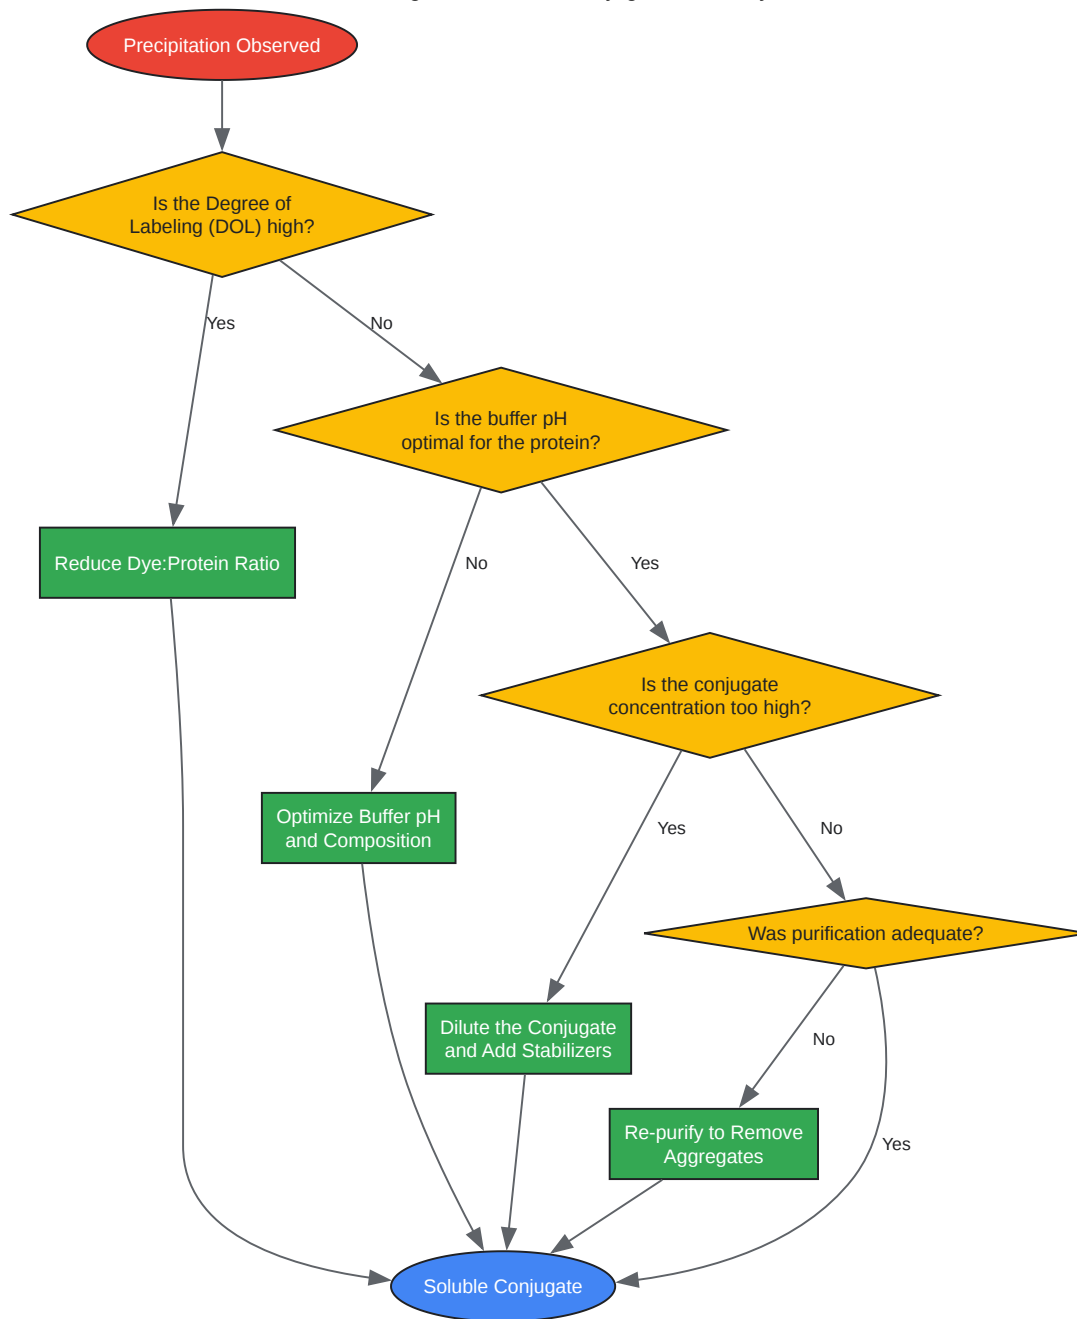 Precipitation Observed
Is the Degree of
Labeling (DOL) high?
Yes
No
Is the buffer pH
optimal for the protein?
No
Yes
Reduce Dye:Protein Ratio
Is the conjugate
concentration too high?
Optimize Buffer pH
and Composition
Yes
No
Was purification adequate?
Dilute the Conjugate
and Add Stabilizers
No
Re-purify to Remove
Aggregates
Yes
Soluble Conjugate